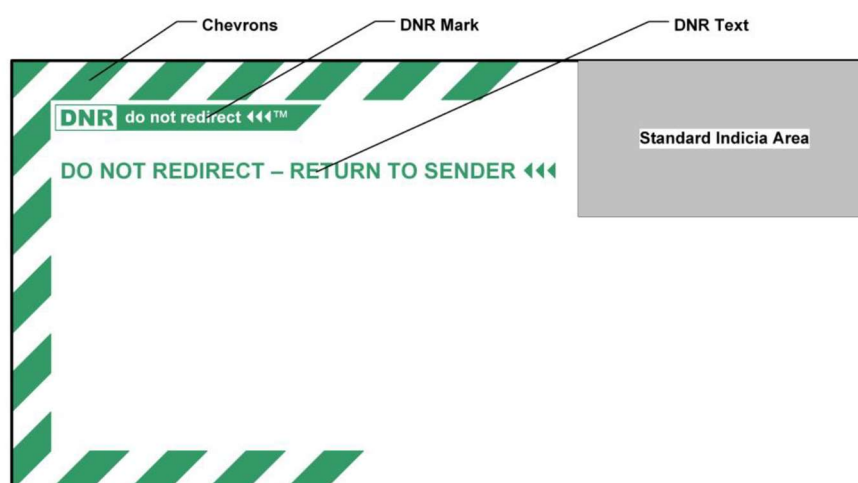 Chevrons DNR Mark DNR Text
DNR do not redirect ™
Standard Indicia Area
DO NOT REDIRECT – RETURN TO SENDER